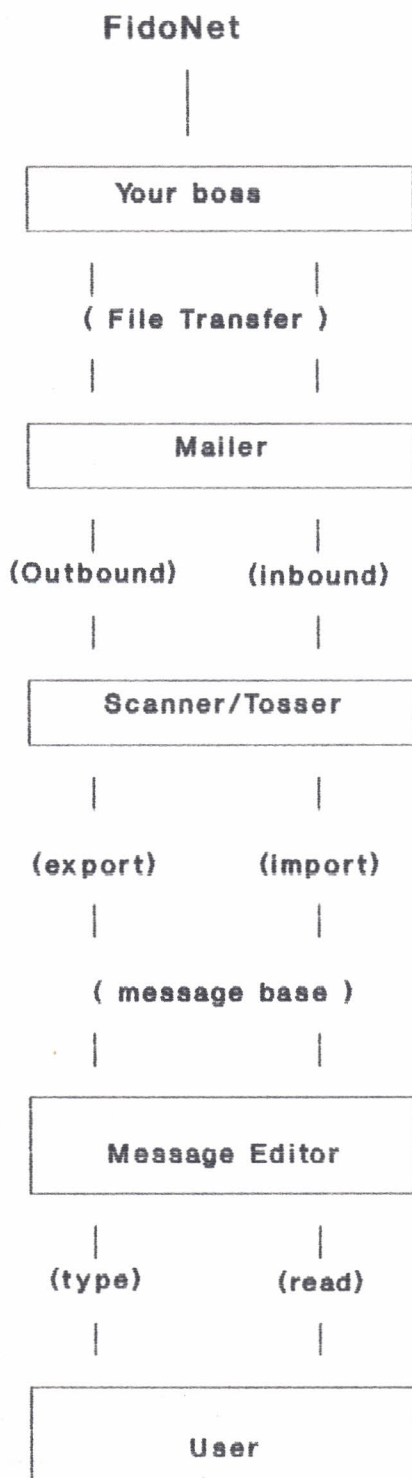 FidoNet
Your boss
( File Transfer )
Mailer
(Outbound) (inbound)
Scanner/Tosser
(export) (import)
( message base )
Message Editor
(type) (read)
User